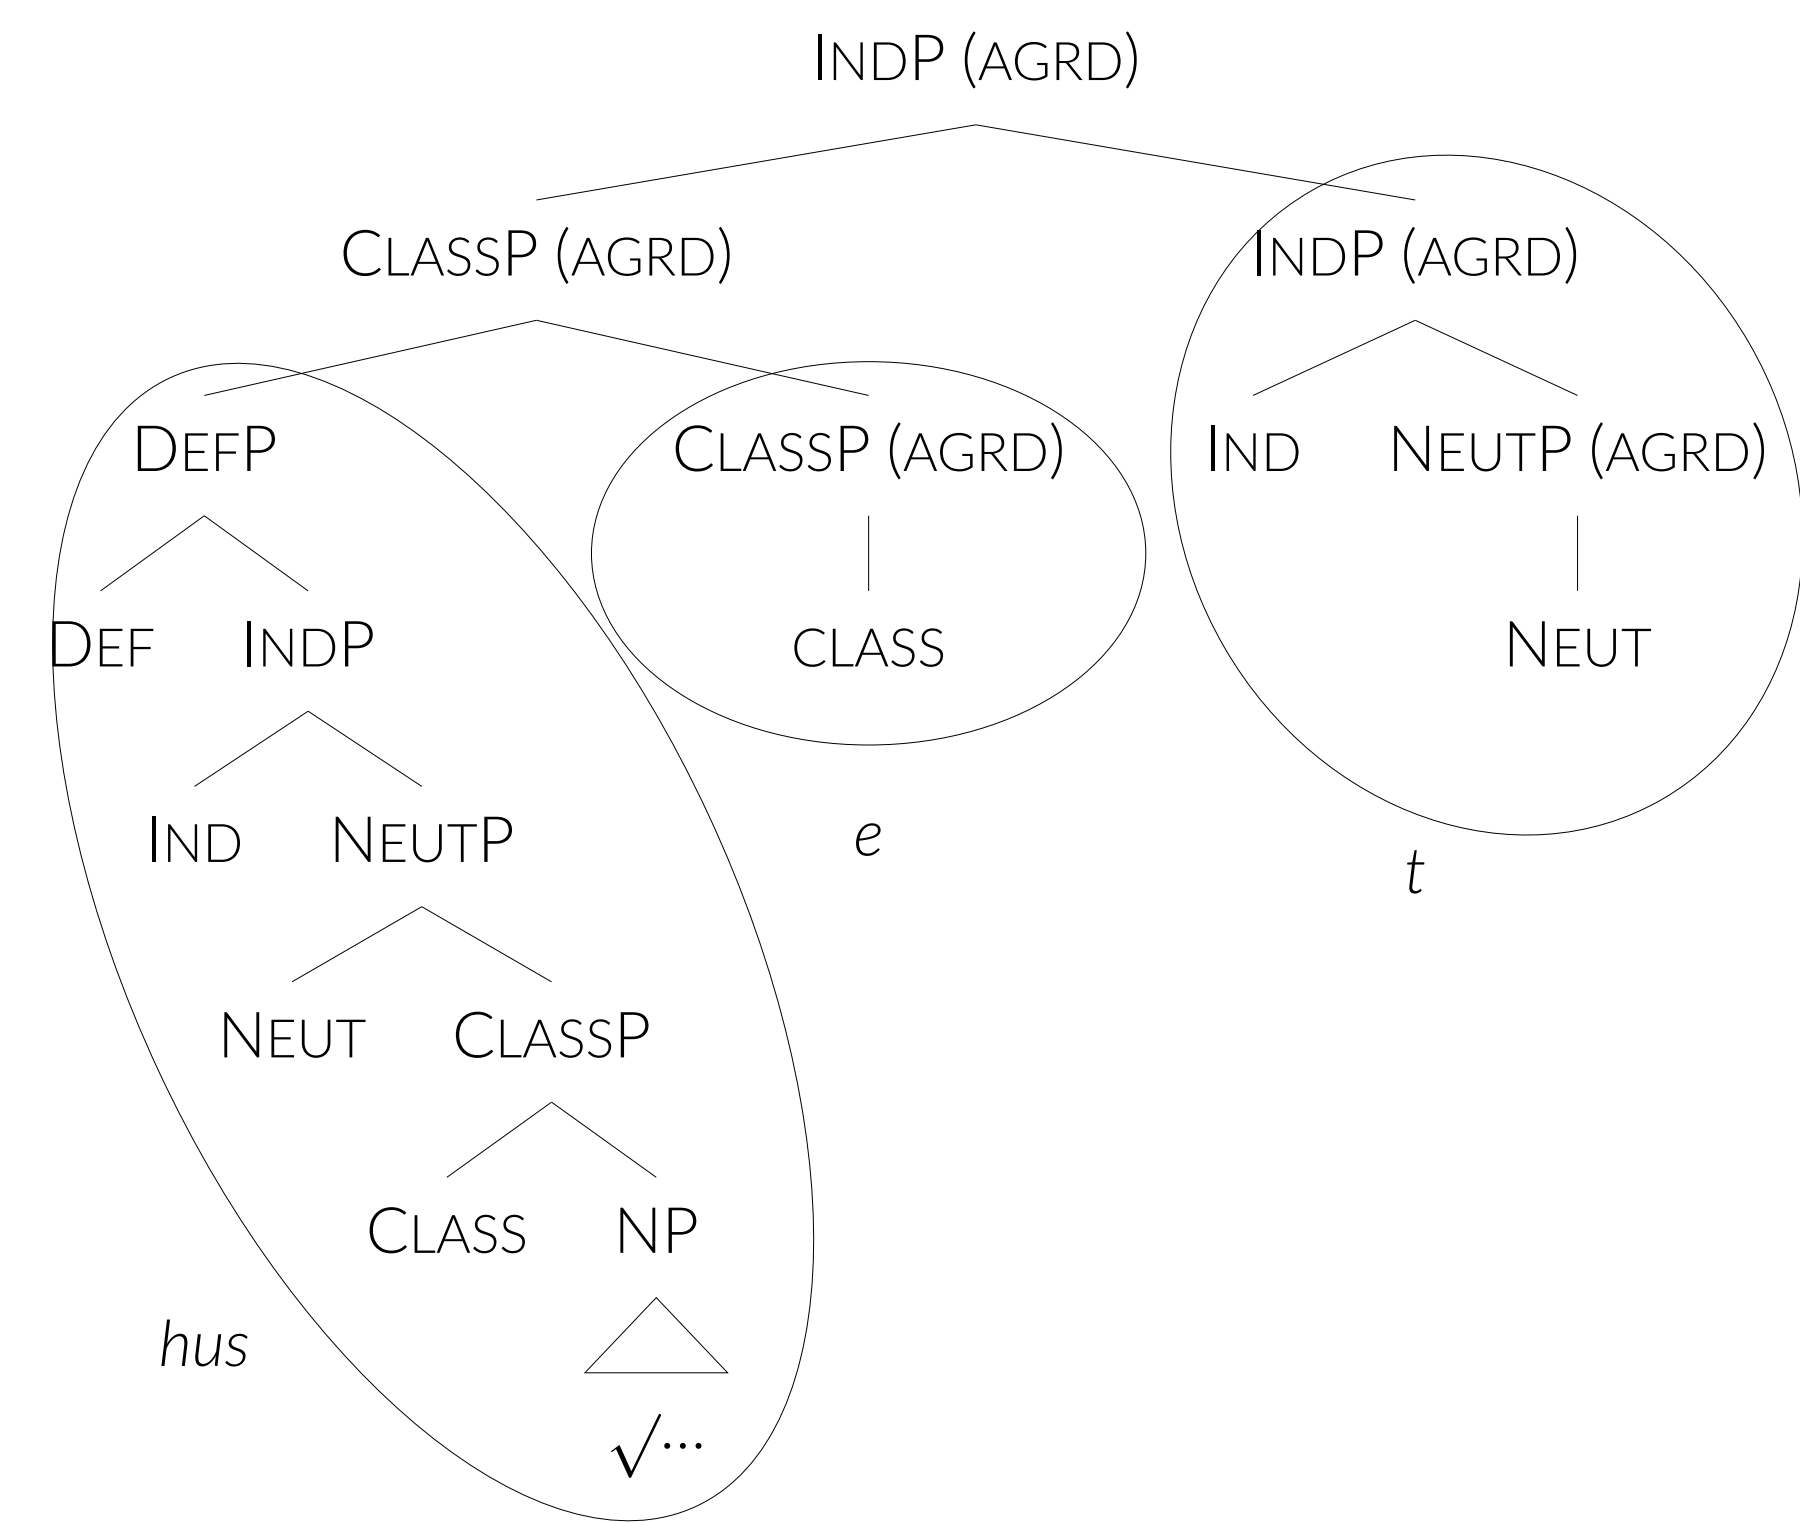 INDP (AGRD)
CLASSP (AGRD) INDP (AGRD)
DEFP CLASSP (AGRD) IND NEUTP (AGRD)
DEF INDP CLASS NEUT
IND NEUTP e t
NEUT CLASSP
CLASS NP
hus
√...